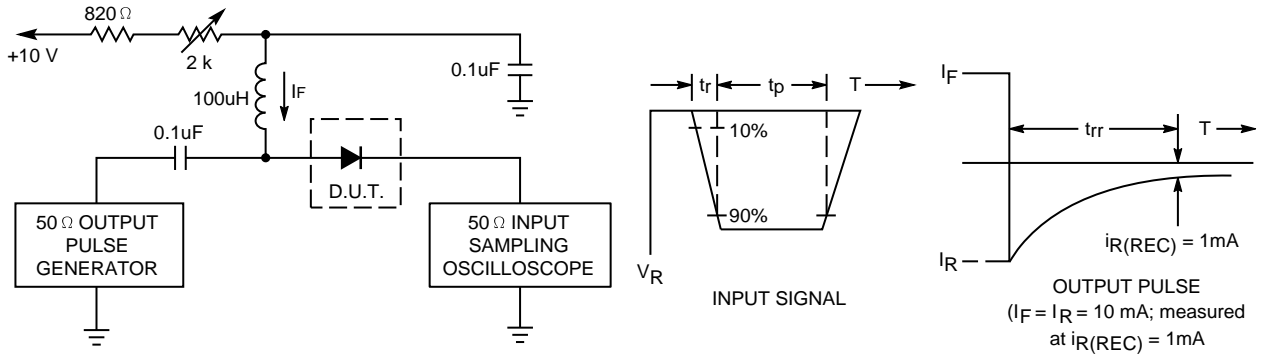 820 Ω
+10 V
2 k
100uH
IF
0.1uF
0.1uF
D.U.T.
50 Ω OUTPUT
PULSE
GENERATOR
50 Ω INPUT
SAMPLING
OSCILLOSCOPE
tr
tp
T
10%
90%
VR
INPUT SIGNAL
IF
trr
T
IR
iR(REC) = 1mA
OUTPUT PULSE
(IF = IR = 10 mA; measured
at iR(REC) = 1mA